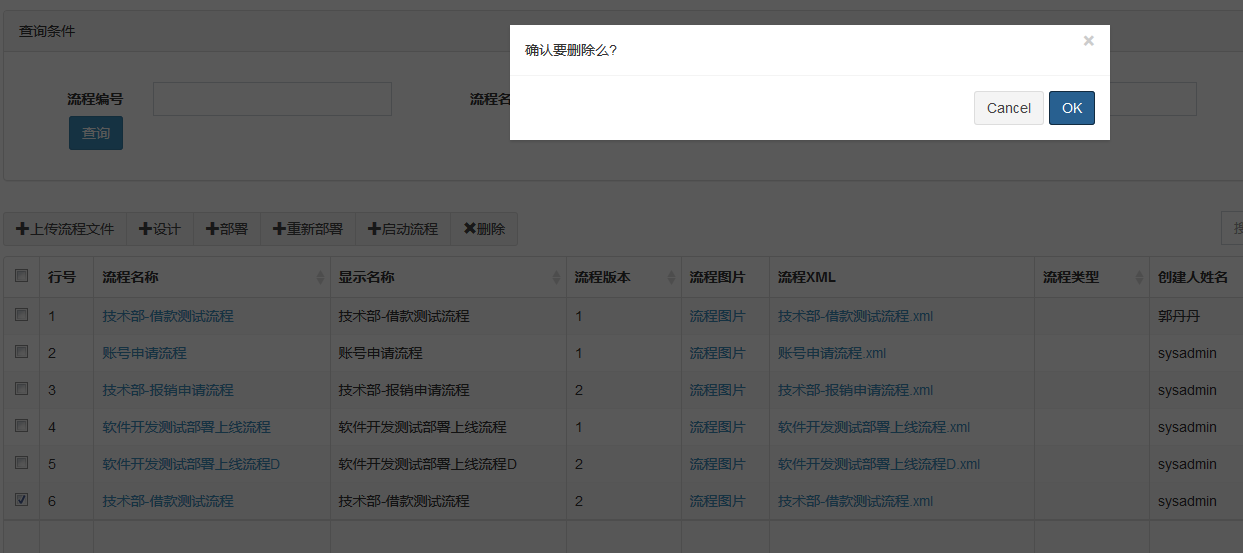 查询条件
确认要删除么?
×
流程编号
流程名
Cancel
OK
查询
上传流程文件
设计
部署
重新部署
启动流程
删除
行号 流程名称 显示名称 流程版本 流程图片 流程XML 流程类型 创建人姓名
1 技术部-借款测试流程 技术部-借款测试流程 1 流程图片 技术部-借款测试流程.xml 郭丹丹
2 账号申请流程 账号申请流程 1 流程图片 账号申请流程.xml sysadmin
3 技术部-报销申请流程 技术部-报销申请流程 2 流程图片 技术部-报销申请流程.xml sysadmin
4 软件开发测试部署上线流程 软件开发测试部署上线流程 1 流程图片 软件开发测试部署上线流程.xml sysadmin
5 软件开发测试部署上线流程D 软件开发测试部署上线流程D 2 流程图片 软件开发测试部署上线流程D.xml sysadmin
6 技术部-借款测试流程 技术部-借款测试流程 2 流程图片 技术部-借款测试流程.xml sysadmin